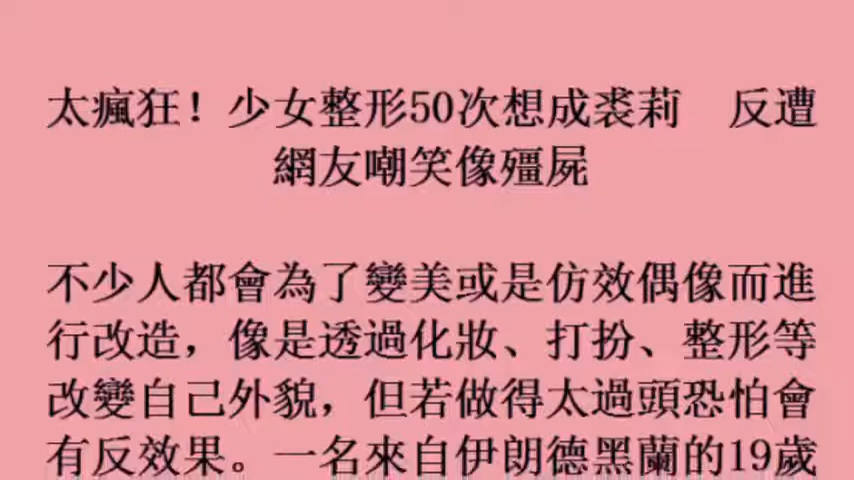 太瘋狂！少女整形50次想成裘莉　反遭
網友嘲笑像殭屍
不少人都會為了變美或是仿效偶像而進
行改造，像是透過化妝、打扮、整形等
改變自己外貌，但若做得太過頭恐怕會
有反效果。一名來自伊朗德黑蘭的19歲